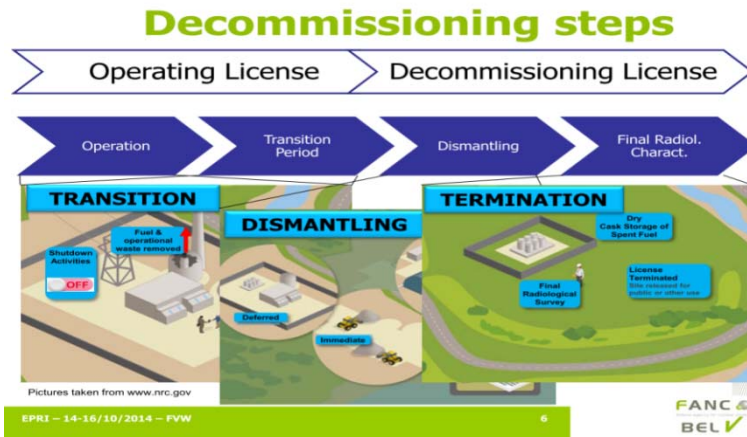 Decommissioning steps
Operating License
Decommissioning License
Operation
Transition
Period
Dismantling
Final Radiol.
Charact.
TRANSITION
Fuel &
operational
waste removed
Shutdown
Activities
OFF
DISMANTLING
Deferred
Immediate
TERMINATION
Dry
Cask Storage of
Spent Fuel
Final
Radiological
Survey
License
Terminated
Site released for
public or other use
Pictures taken from www.nrc.gov
EPRI – 14-16/10/2014 – FVW
6
FANC
BEL V